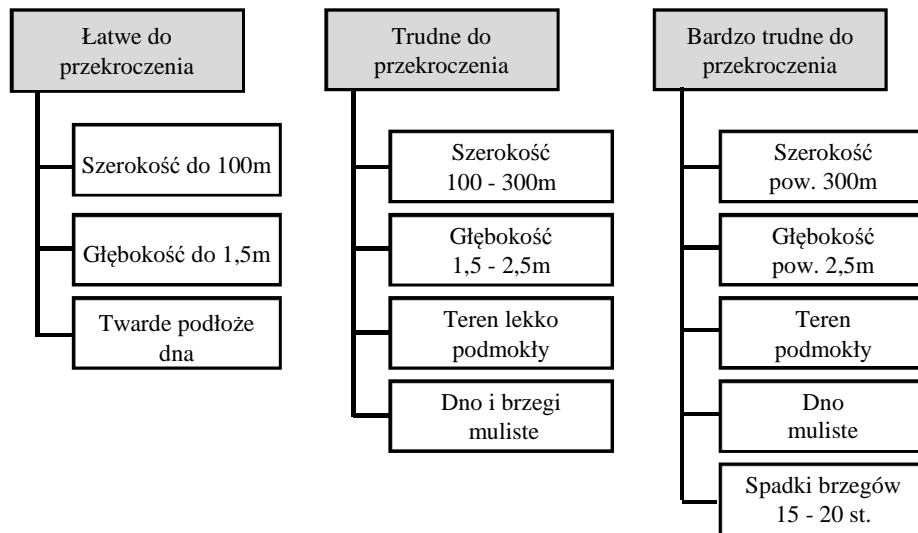 Łatwe do
przekroczenia
Szerokość do 100m
Głębokość do 1,5m
Twarde podłoże
dna
Trudne do
przekroczenia
Szerokość
100 - 300m
Głębokość
1,5 - 2,5m
Teren lekko
podmokły
Dno i brzegi
muliste
Bardzo trudne do
przekroczenia
Szerokość
pow. 300m
Głębokość
pow. 2,5m
Teren
podmokły
Dno
muliste
Spadki brzegów
15 - 20 st.